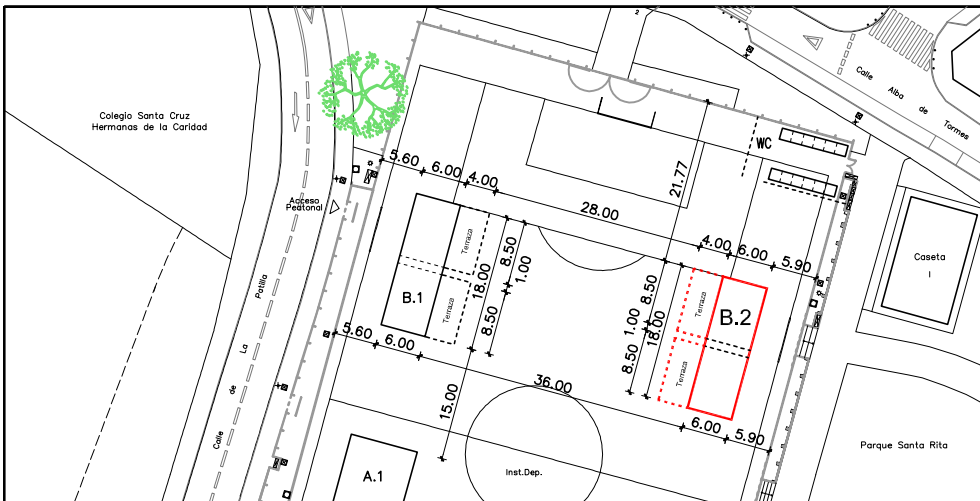 2
Calle Alba de Tormes
Colegio Santa Cruz
Hermanas de la Caridad
WC
5.60
6.00
4.00
28.00
21.77
4.00
6.00
5.90
Acceso
Peatonal
B.1
Terraza
Terraza
18.00
8.50
1.00
8.50
Caseta
I
B.2
Terraza
Terraza
8.50
1.00
18.00
8.50
5.60
6.00
36.00
6.00
5.90
15.00
Calle de La Patilla
A.1
Inst.Dep.
Parque Santa Rita